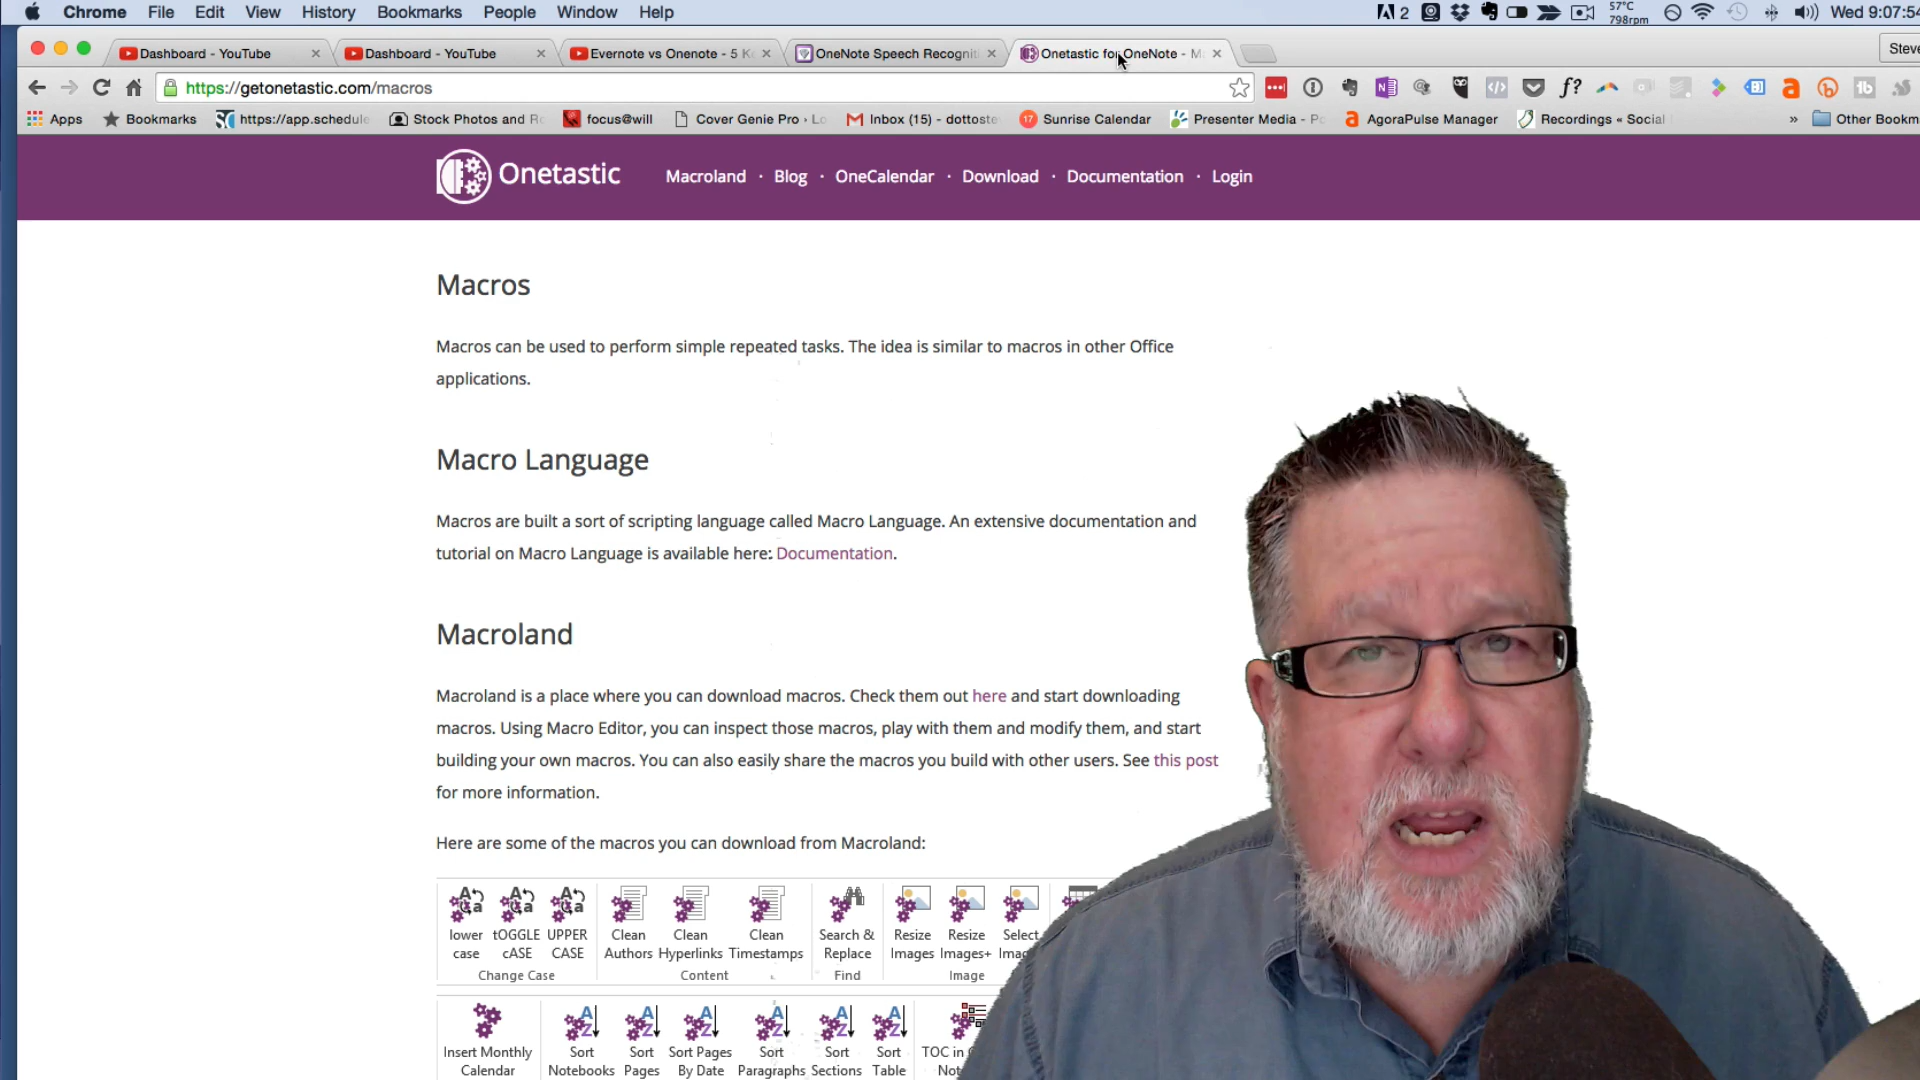 Chrome File Edit View History Bookmarks People Window Help 2 57°C 798rpm Wed 9:07:54
Dashboard - YouTube Dashboard - YouTube Evernote vs Onenote - 5 K OneNote Speech Recogniti Onetastic for OneNote - M Steve
https://getonetastic.com/macros
Apps Bookmarks https://app.schedule Stock Photos and R focus@will Cover Genie Pro › Lo Inbox (15) - dottoste Sunrise Calendar Presenter Media - Po AgoraPulse Manager Recordings « Social » Other Bookm
Onetastic Macroland · Blog · OneCalendar · Download · Documentation · Login
Macros
Macros can be used to perform simple repeated tasks. The idea is similar to macros in other Office
applications.
Macro Language
Macros are built a sort of scripting language called Macro Language. An extensive documentation and
tutorial on Macro Language is available here: Documentation.
Macroland
Macroland is a place where you can download macros. Check them out here and start downloading
macros. Using Macro Editor, you can inspect those macros, play with them and modify them, and start
building your own macros. You can also easily share the macros you build with other users. See this post
for more information.
Here are some of the macros you can download from Macroland:
lower tOGGLE UPPER Clean Clean Clean Search & Resize Resize Select
case cASE CASE Authors Hyperlinks Timestamps Replace Images Images+ Imag
Change Case Content Find Image
Insert Monthly Sort Sort Sort Pages Sort Sort Sort TOC in
Calendar Notebooks Pages By Date Paragraphs Sections Table Not